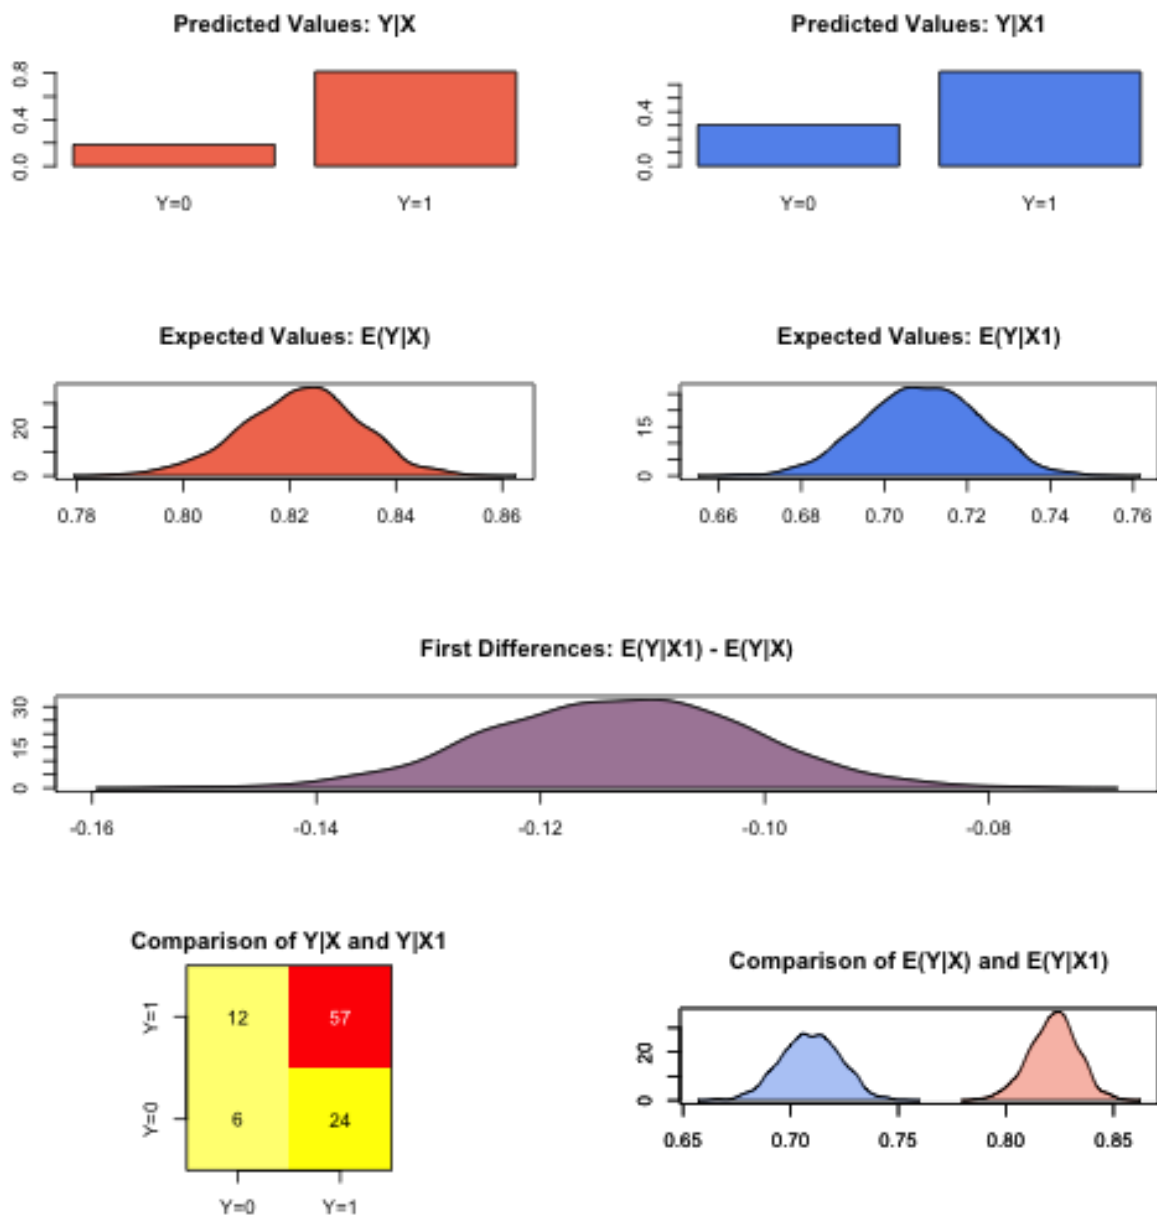 Predicted Values: Y|X
Predicted Values: Y|X1
0.0 0.4 0.8
Y=0 Y=1
0.0 0.4
Y=0 Y=1
Expected Values: E(Y|X)
Expected Values: E(Y|X1)
0 20
0.78 0.80 0.82 0.84 0.86
0 15
0.66 0.68 0.70 0.72 0.74 0.76
First Differences: E(Y|X1) - E(Y|X)
0 15 30
-0.16 -0.14 -0.12 -0.10 -0.08
Comparison of Y|X and Y|X1
Y=1 12 57
Y=0 6 24
Y=0 Y=1
Comparison of E(Y|X) and E(Y|X1)
0 20
0.65 0.70 0.75 0.80 0.85